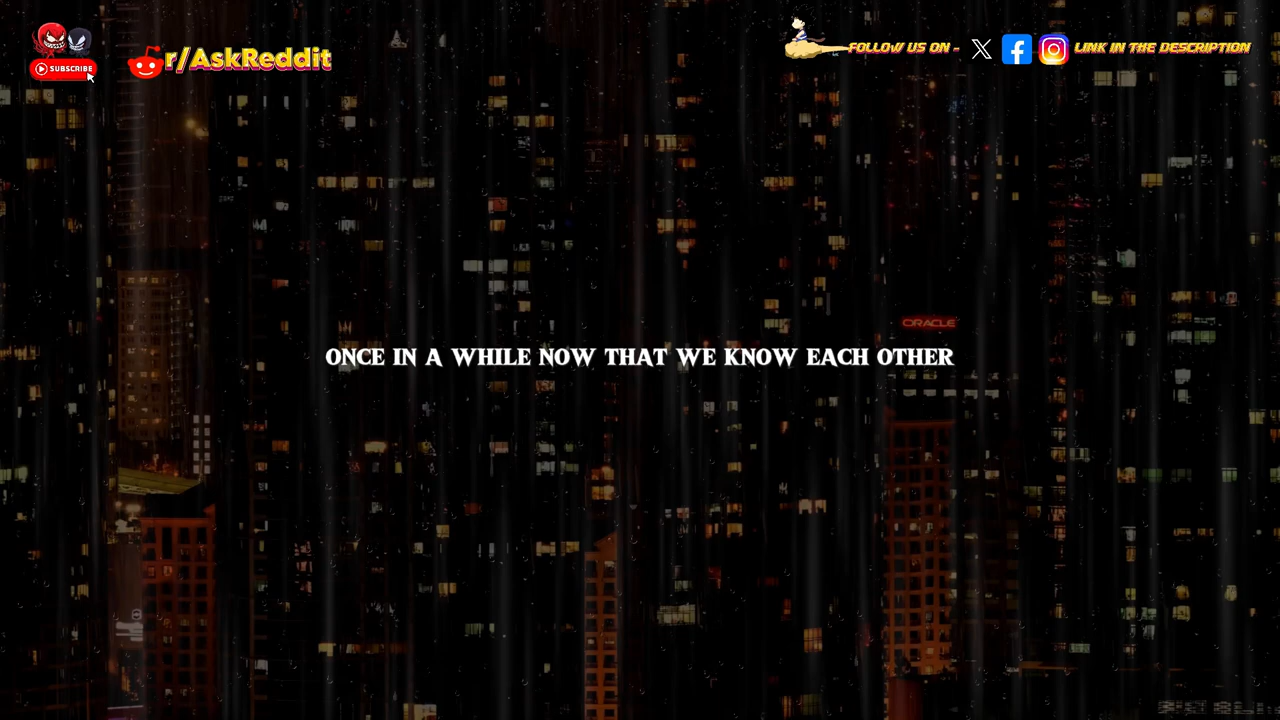 SUBSCRIBE
r/AskReddit
FOLLOW US ON -
LINK IN THE DESCRIPTION
ORACLE
ONCE IN A WHILE NOW THAT WE KNOW EACH OTHER